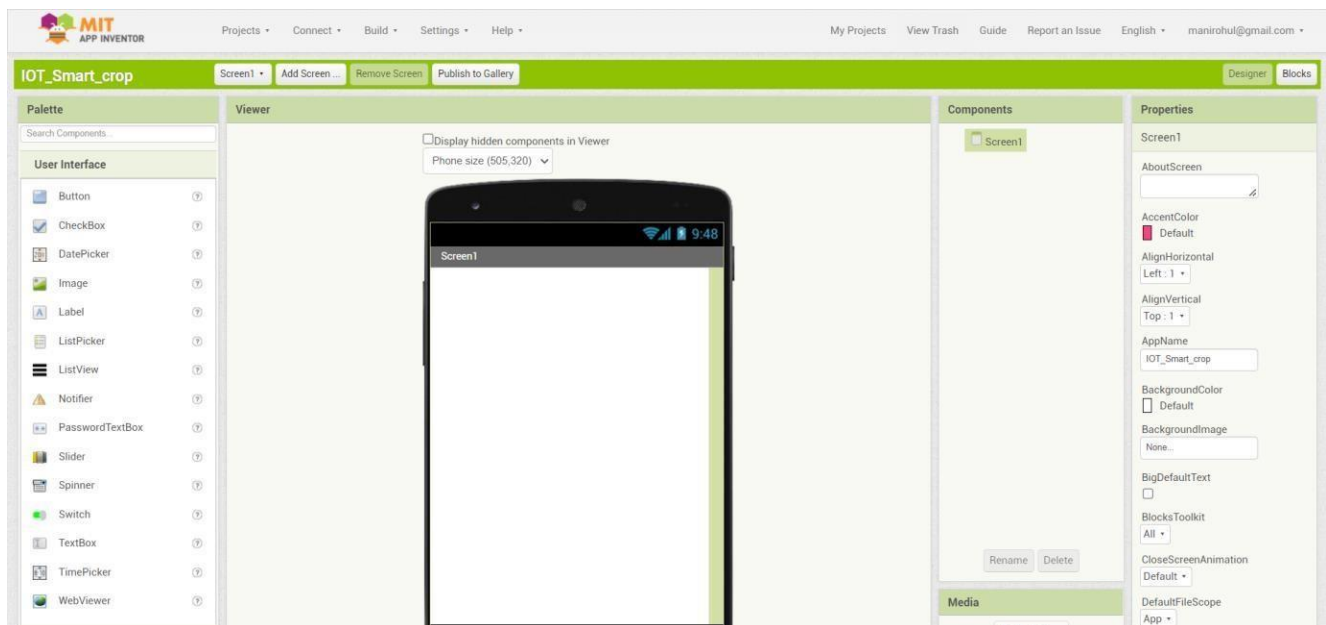 MIT
APP INVENTOR
Projects Connect Build Settings Help My Projects View Trash Guide Report an Issue English manirohul@gmail.com
IOT_Smart_crop Screen1 Add Screen ... Remove Screen Publish to Gallery Designer Blocks
Palette
Search Components...
User Interface
Button
CheckBox
DatePicker
Image
Label
ListPicker
ListView
Notifier
PasswordTextBox
Slider
Spinner
Switch
TextBox
TimePicker
WebViewer
Viewer
Display hidden components in Viewer
Phone size (505,320)
9:48
Screen1
Components
Screen1
Rename Delete
Media
Properties
Screen1
AboutScreen
AccentColor
Default
AlignHorizontal
Left : 1
AlignVertical
Top : 1
AppName
IOT_Smart_crop
BackgroundColor
Default
BackgroundImage
None...
BigDefaultText
BlocksToolkit
All
CloseScreenAnimation
Default
DefaultFileScope
App